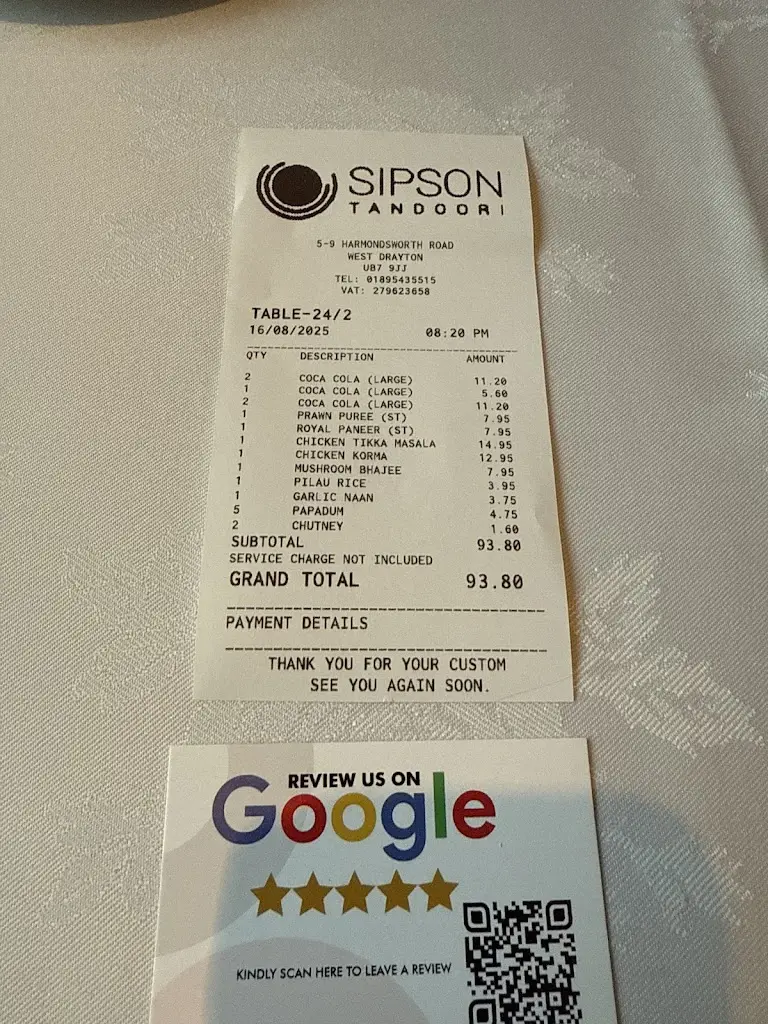 SIPSON
TANDOORI
5-9 HARMONDSWORTH ROAD
WEST DRAYTON
UB7 9JJ
TEL: 01895435515
VAT: 279623658
TABLE-24/2
16/08/2025 08:20 PM
QTY DESCRIPTION AMOUNT
2 COCA COLA (LARGE) 11.20
1 COCA COLA (LARGE) 5.60
2 COCA COLA (LARGE) 11.20
1 PRAWN PUREE (ST) 7.95
1 ROYAL PANEER (ST) 7.95
1 CHICKEN TIKKA MASALA 14.95
1 CHICKEN KORMA 12.95
1 MUSHROOM BHAJEE 7.95
1 PILAU RICE 3.95
1 GARLIC NAAN 3.75
5 PAPADUM 4.75
2 CHUTNEY 1.60
SUBTOTAL 93.80
SERVICE CHARGE NOT INCLUDED
GRAND TOTAL 93.80
PAYMENT DETAILS
THANK YOU FOR YOUR CUSTOM
SEE YOU AGAIN SOON.
REVIEW US ON
Google
KINDLY SCAN HERE TO LEAVE A REVIEW